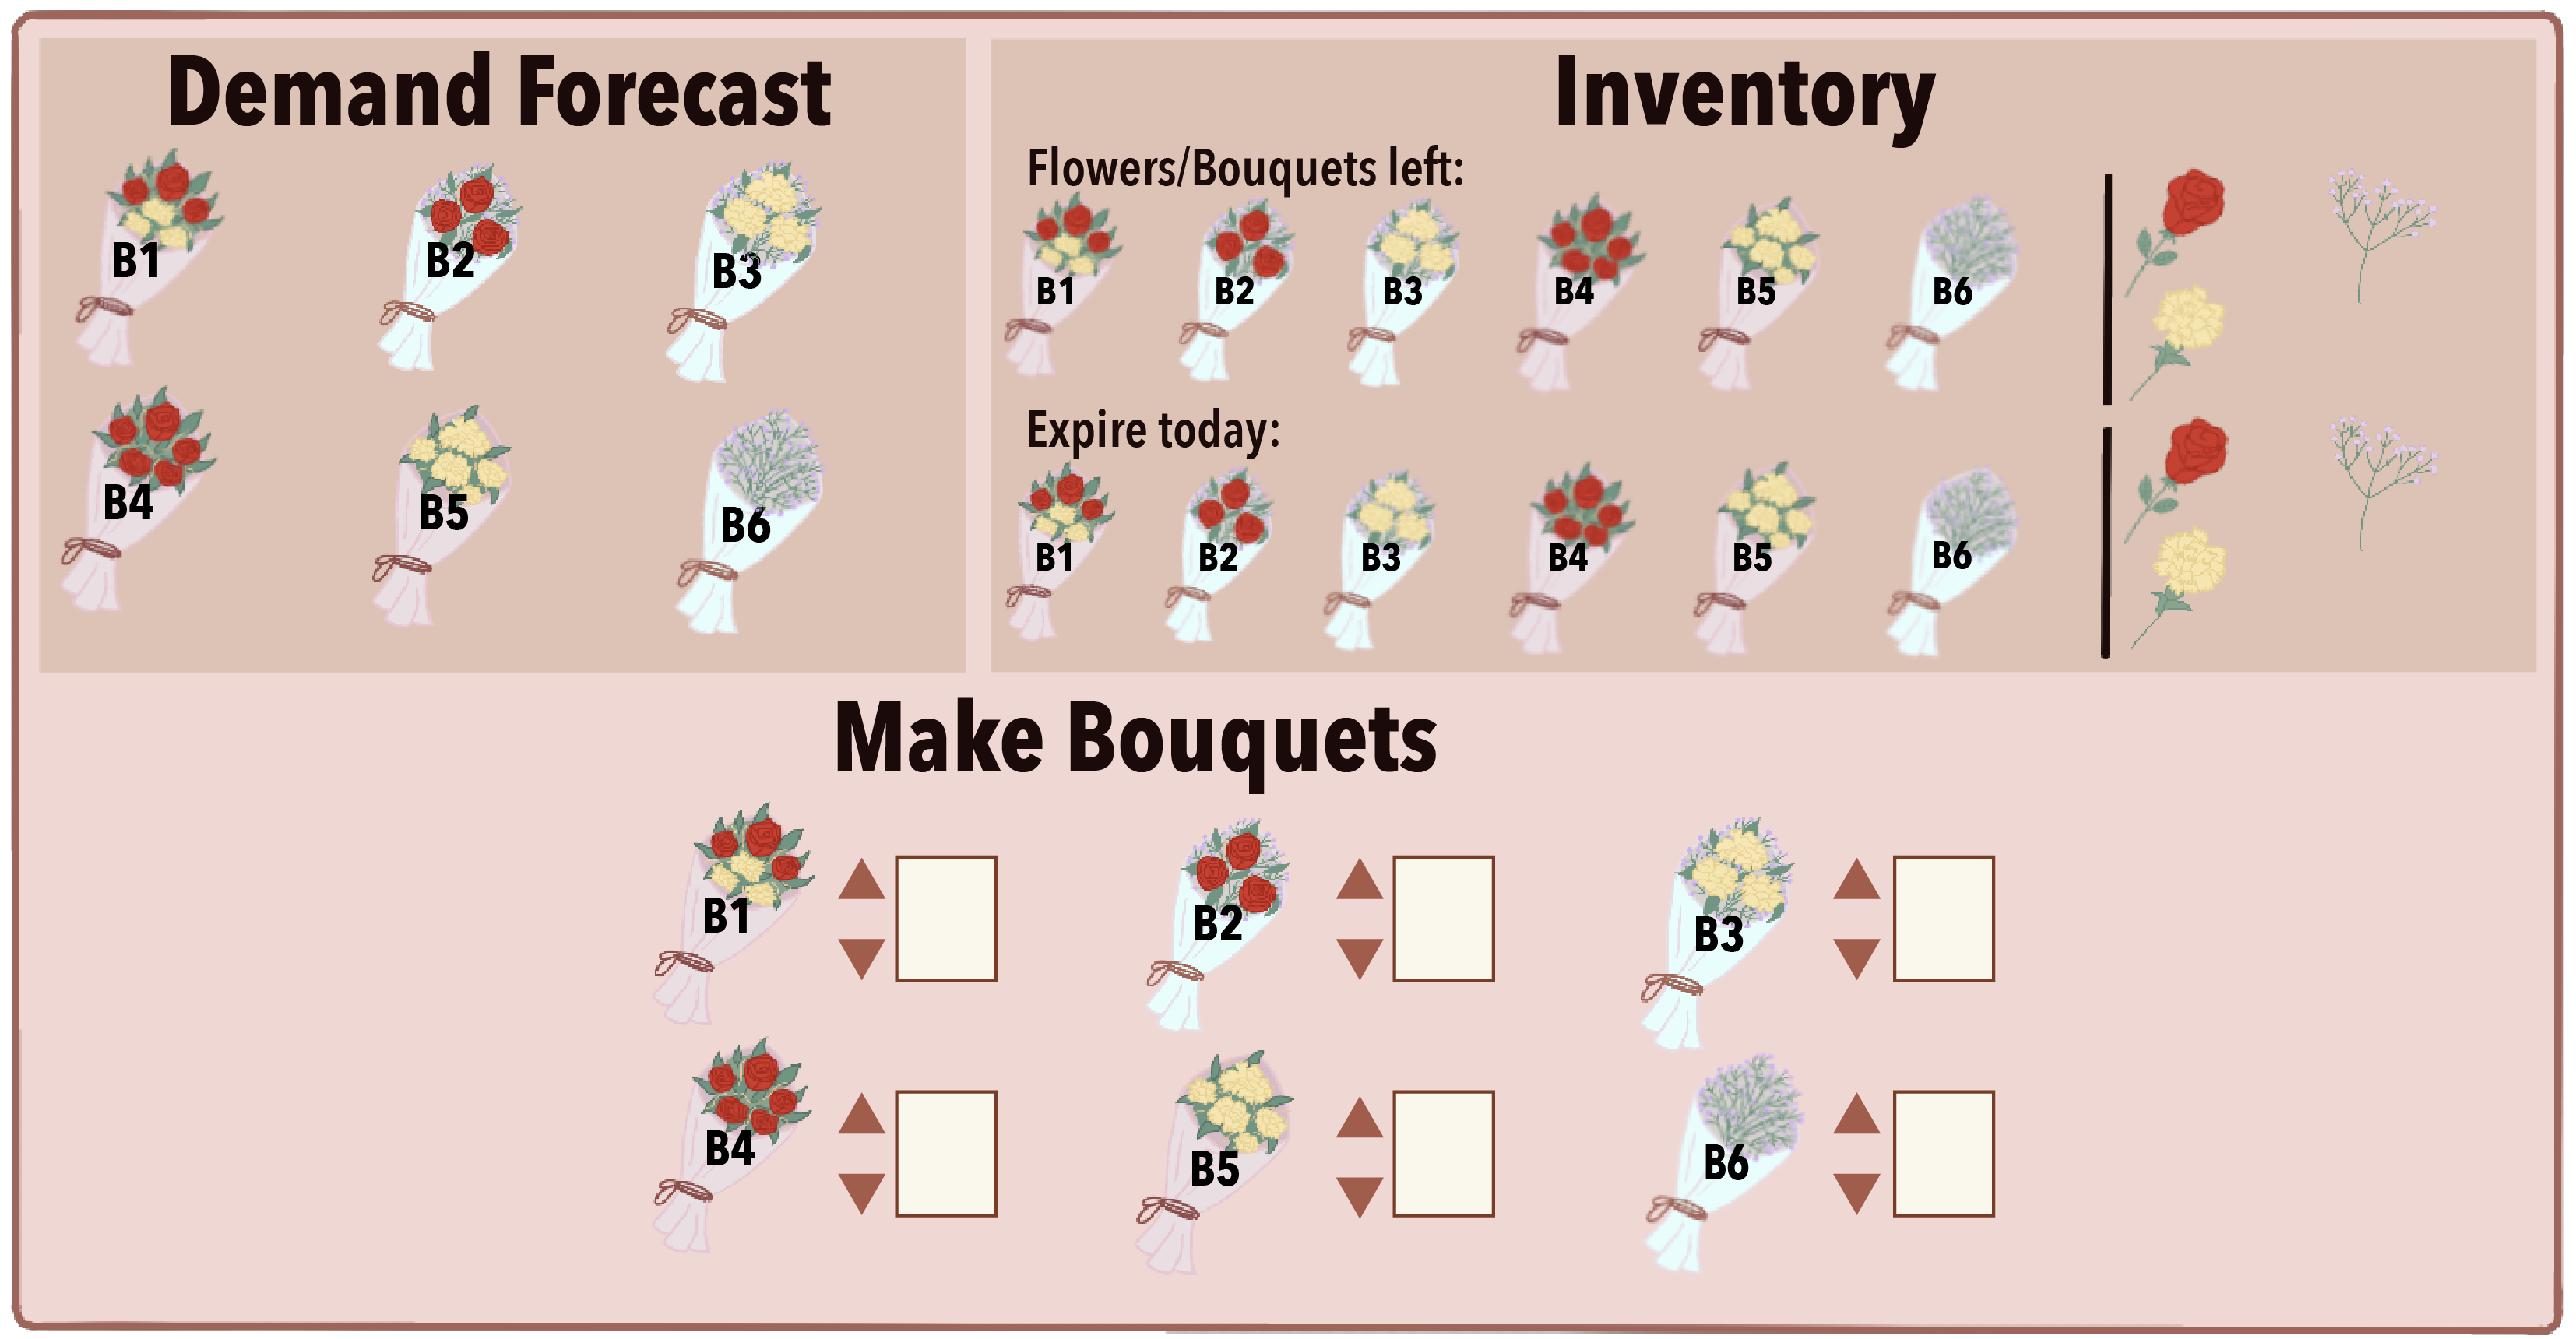 Demand Forecast
B1 B2 B3
B4 B5 B6
Inventory
Flowers/Bouquets left:
B1 B2 B3 B4 B5 B6
Expire today:
B1 B2 B3 B4 B5 B6
Make Bouquets
B1 B2 B3
B4 B5 B6